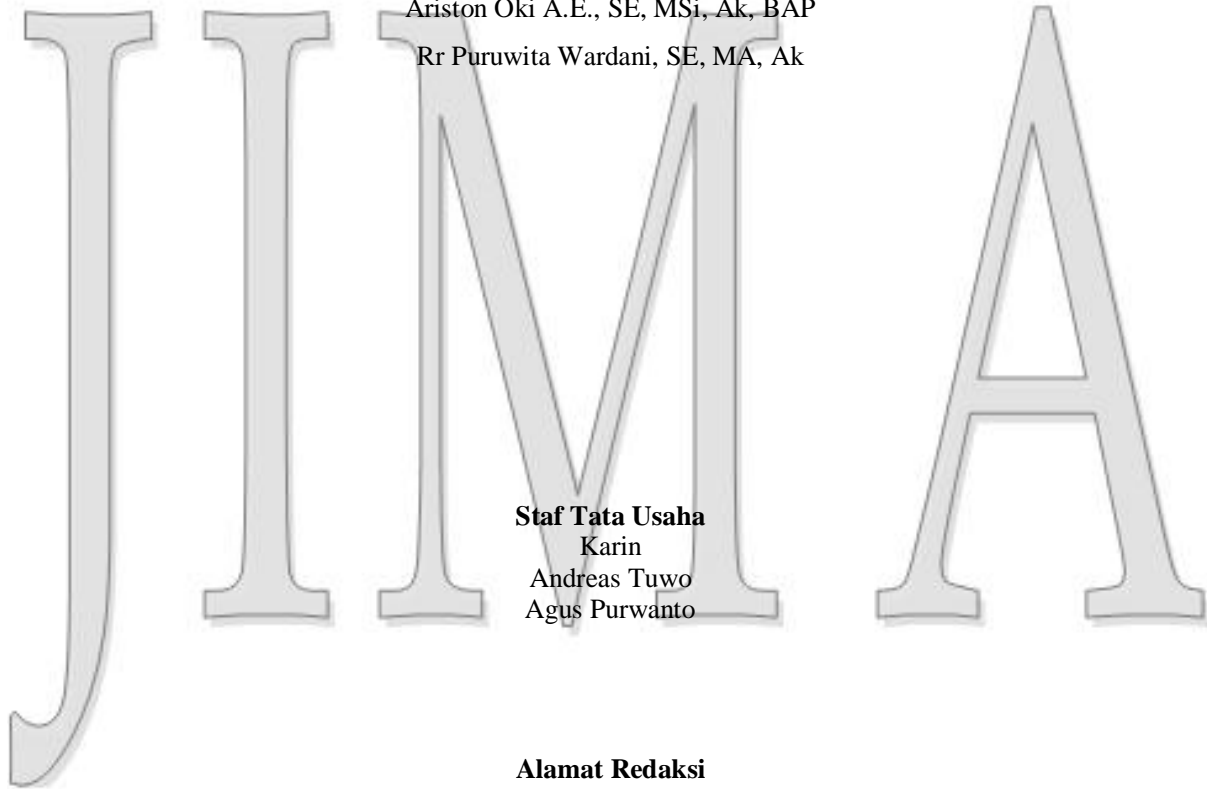 Ariston Oki A.E., SE, MSi, Ak, BAP
Rr Puruwita Wardani, SE, MA, Ak
JIMA
Staf Tata Usaha
Karin
Andreas Tuwo
Agus Purwanto
Alamat Redaksi